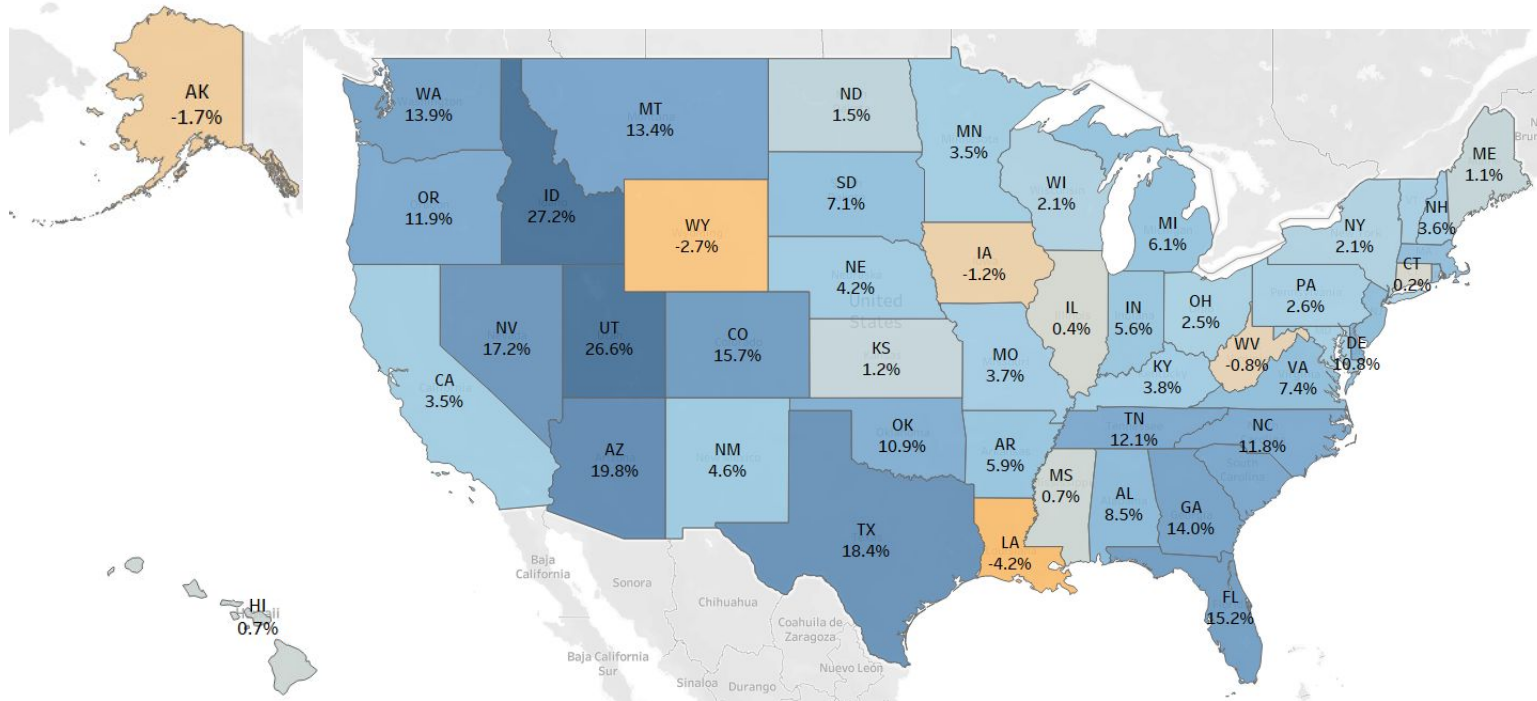 AK
-1.7%
WA
13.9%
MT
13.4%
ND
1.5%
MN
3.5%
ME
1.1%
OR
11.9%
ID
27.2%
WY
-2.7%
SD
7.1%
WI
2.1%
MI
6.1%
NY
2.1%
NH
3.6%
IA
-1.2%
NE
4.2%
United
States
CT
0.2%
PA
2.6%
NV
17.2%
UT
26.6%
CO
15.7%
IL
0.4%
IN
5.6%
OH
2.5%
WV
-0.8%
DE
10.8%
KS
1.2%
MO
3.7%
KY
3.8%
VA
7.4%
CA
3.5%
AZ
19.8%
NM
4.6%
OK
10.9%
AR
5.9%
TN
12.1%
NC
11.8%
South
Carolina
MS
0.7%
AL
8.5%
GA
14.0%
TX
18.4%
LA
-4.2%
FL
15.2%
HI
0.7%
Baja
California
Sonora
Chihuahua
Coahuila de
Zaragoza
Baja California
Sur
Sinaloa
Durango
Nuevo León